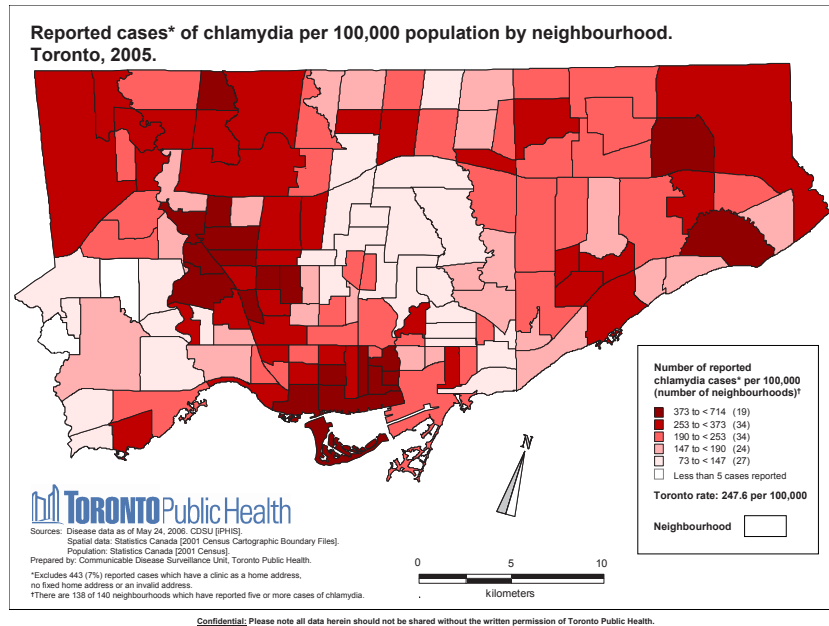 Reported cases* of chlamydia per 100,000 population by neighbourhood.
Toronto, 2005.
N
Number of reported
chlamydia cases* per 100,000
(number of neighbourhoods)†
373 to < 714 (19)
253 to < 373 (34)
190 to < 253 (34)
147 to < 190 (24)
73 to < 147 (27)
Less than 5 cases reported
Toronto rate: 247.6 per 100,000
Neighbourhood
TORONTO Public Health
Sources: Disease data as of May 24, 2006. CDSU [iPHIS].
Spatial data: Statistics Canada [2001 Census Cartographic Boundary Files].
Population: Statistics Canada [2001 Census].
Prepared by: Communicable Disease Surveillance Unit, Toronto Public Health.
*Excludes 443 (7%) reported cases which have a clinic as a home address,
no fixed home address or an invalid address.
†There are 138 of 140 neighbourhoods which have reported five or more cases of chlamydia.
0 5 10
kilometers
Confidential: Please note all data herein should not be shared without the written permission of Toronto Public Health.